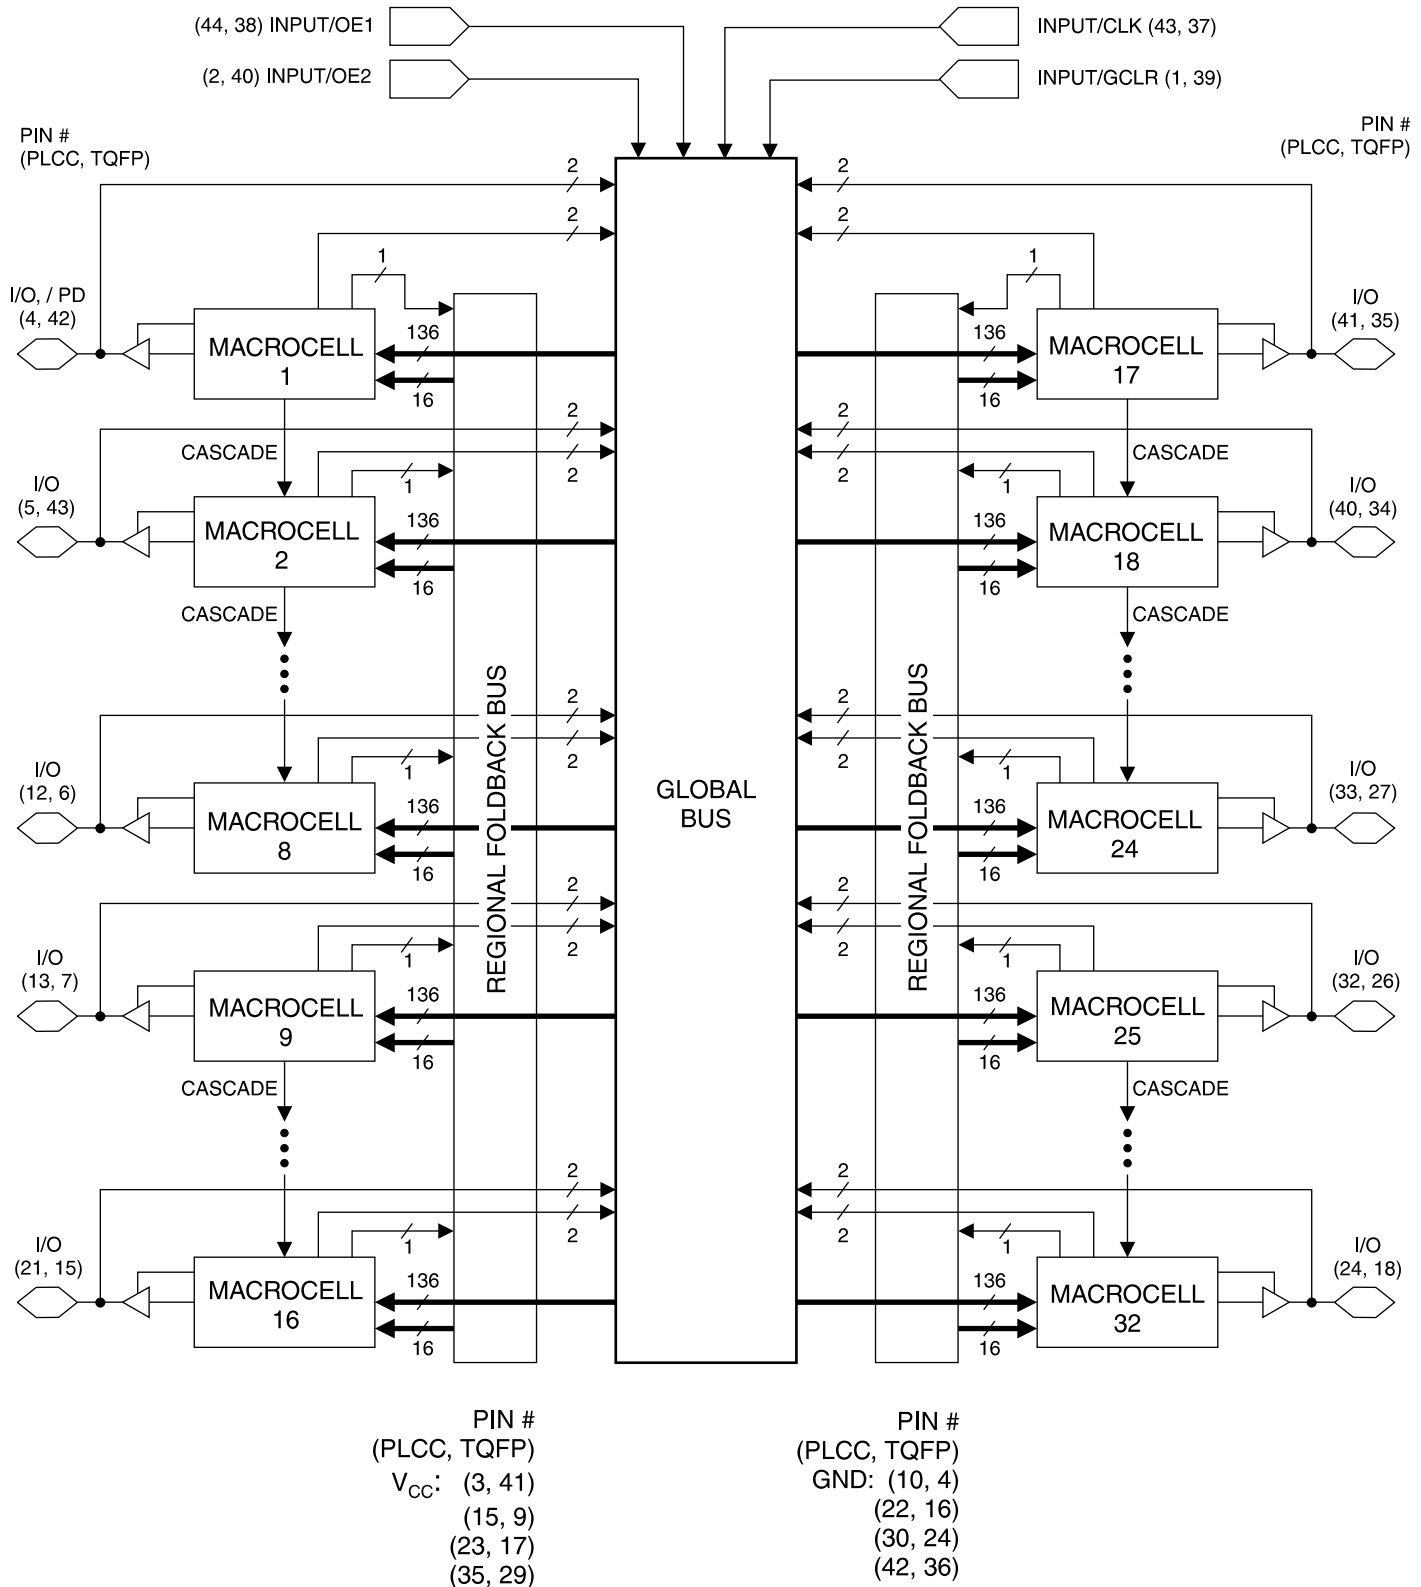 (44, 38) INPUT/OE1
INPUT/CLK (43, 37)
(2, 40) INPUT/OE2
INPUT/GCLR (1, 39)
PIN #
(PLCC, TQFP)
PIN #
(PLCC, TQFP)
2
2
2
2
1
1
I/O, / PD
(4, 42)
MACROCELL
1
136
16
136
16
MACROCELL
17
I/O
(41, 35)
CASCADE
2
2
CASCADE
2
2
1
1
I/O
(5, 43)
MACROCELL
2
136
16
136
16
MACROCELL
18
I/O
(40, 34)
CASCADE
CASCADE
REGIONAL FOLDBACK BUS
GLOBAL
BUS
REGIONAL FOLDBACK BUS
2
2
2
2
1
1
I/O
(12, 6)
MACROCELL
8
136
16
136
16
MACROCELL
24
I/O
(33, 27)
2
2
2
2
1
1
I/O
(13, 7)
MACROCELL
9
136
16
136
16
MACROCELL
25
I/O
(32, 26)
CASCADE
CASCADE
2
2
2
2
1
1
I/O
(21, 15)
MACROCELL
16
136
16
136
16
MACROCELL
32
I/O
(24, 18)
PIN #
(PLCC, TQFP)
VCC: (3, 41)
(15, 9)
(23, 17)
(35, 29)
PIN #
(PLCC, TQFP)
GND: (10, 4)
(22, 16)
(30, 24)
(42, 36)